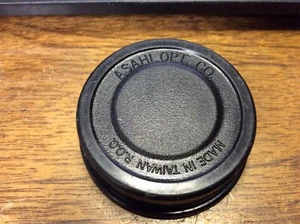 ASAHI OPT. CO.
MADE IN TAIWAN R.O.C